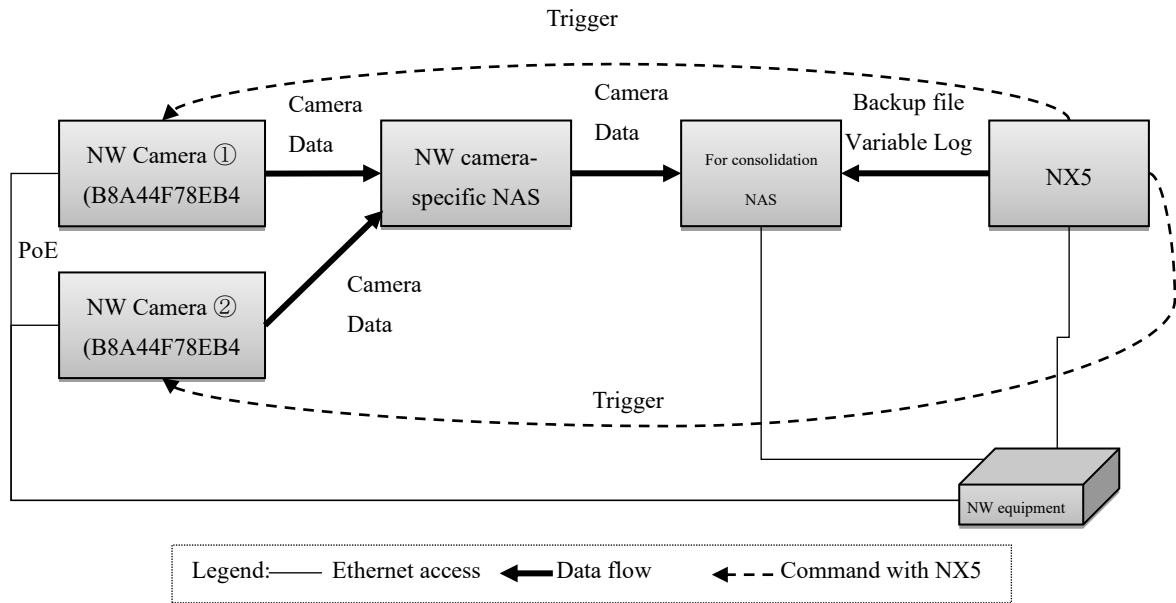 Trigger
Camera
Data
Camera
Data
Backup file
Variable Log
NW Camera ①
(B8A44F78EB4
NW camera-
specific NAS
For consolidation
NAS
NX5
PoE
NW Camera ②
(B8A44F78EB4
Camera
Data
Trigger
NW equipment
Legend: Ethernet access Data flow Command with NX5